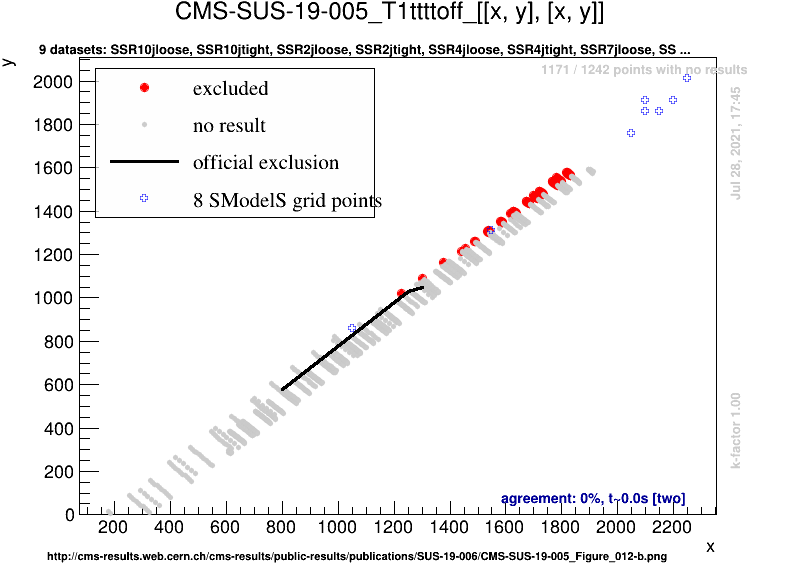 CMS-SUS-19-005_T1ttttoff_[[x, y], [x, y]]
9 datasets: SSR10jloose, SSR10jtight, SSR2jloose, SSR2jtight, SSR4jloose, SSR4jtight, SSR7jloose, SS ...
y
1171 / 1242 points with no results
excluded
no result
official exclusion
8 SModelS grid points
2000
1800
1600
1400
1200
1000
800
600
400
200
0
Jul 28, 2021, 17:45
k-factor 1.00
agreement: 0%, t~0.0s [two]
200 400 600 800 1000 1200 1400 1600 1800 2000 2200
x
http://cms-results.web.cern.ch/cms-results/public-results/publications/SUS-19-006/CMS-SUS-19-005_Figure_012-b.png